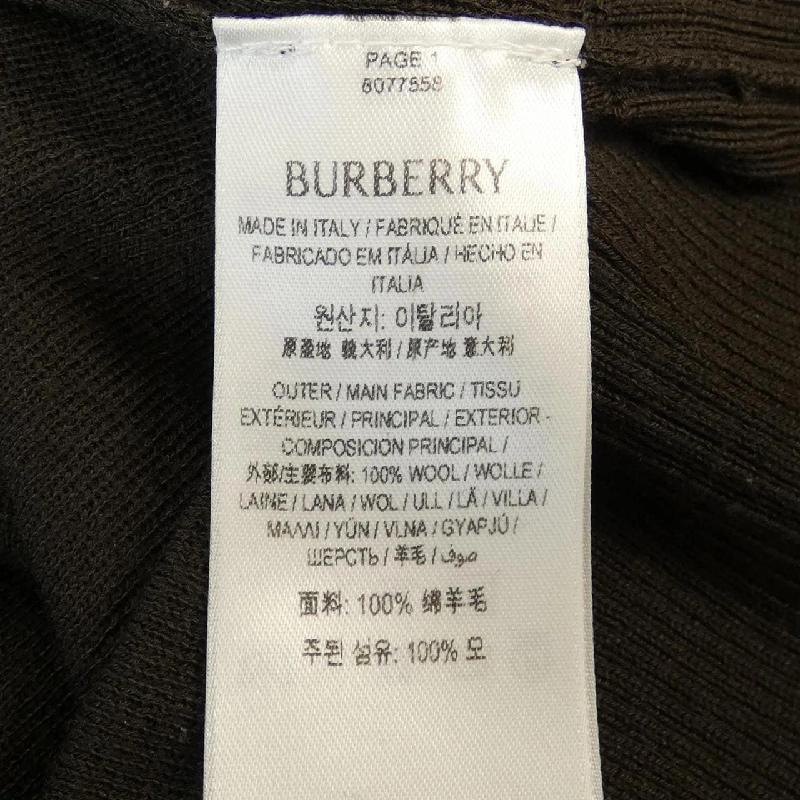 PAGE 1
8077558
BURBERRY
MADE IN ITALY / FABRIQUÉ EN ITALIE /
FABRICADO EM ITÁLIA / HECHO EN
ITALIA
원산지: 이탈리아
原產地 義大利 / 原产地 意大利
OUTER / MAIN FABRIC / TISSU
EXTÉRIEUR / PRINCIPAL / EXTERIOR -
COMPOSICION PRINCIPAL /
外部/主要布料: 100% WOOL / WOLLE /
LAINE / LANA / WOL / ULL / LÃ / VILLA /
ΜΑΛΛΙ / YÜN / VLNA / GYAPJÚ /
ШЕРСТЬ / 羊毛 / صوف
面料: 100% 绵羊毛
주된 섬유: 100% 모